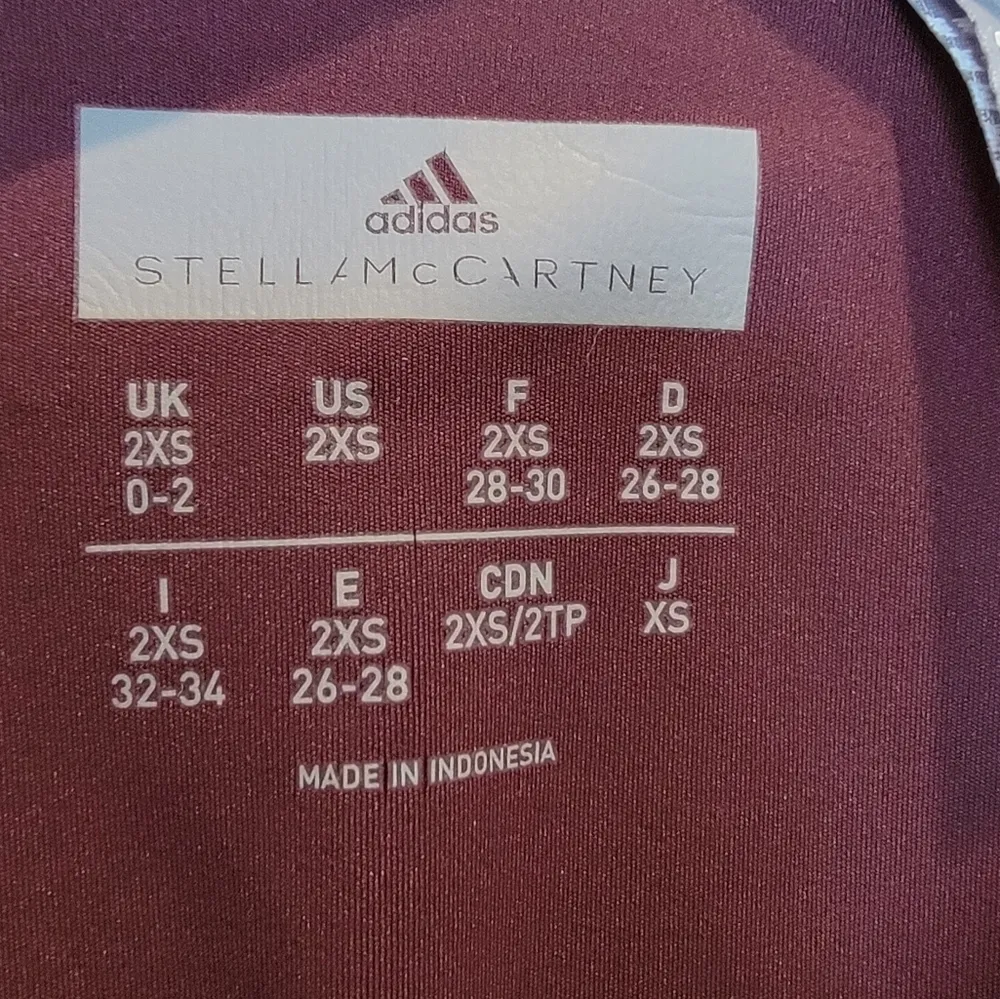 adidas
STELLAMcCARTNEY
UK US F D
2XS 2XS 2XS 2XS
0-2 28-30 26-28
I E CDN J
2XS 2XS 2XS/2TP XS
32-34 26-28
MADE IN INDONESIA